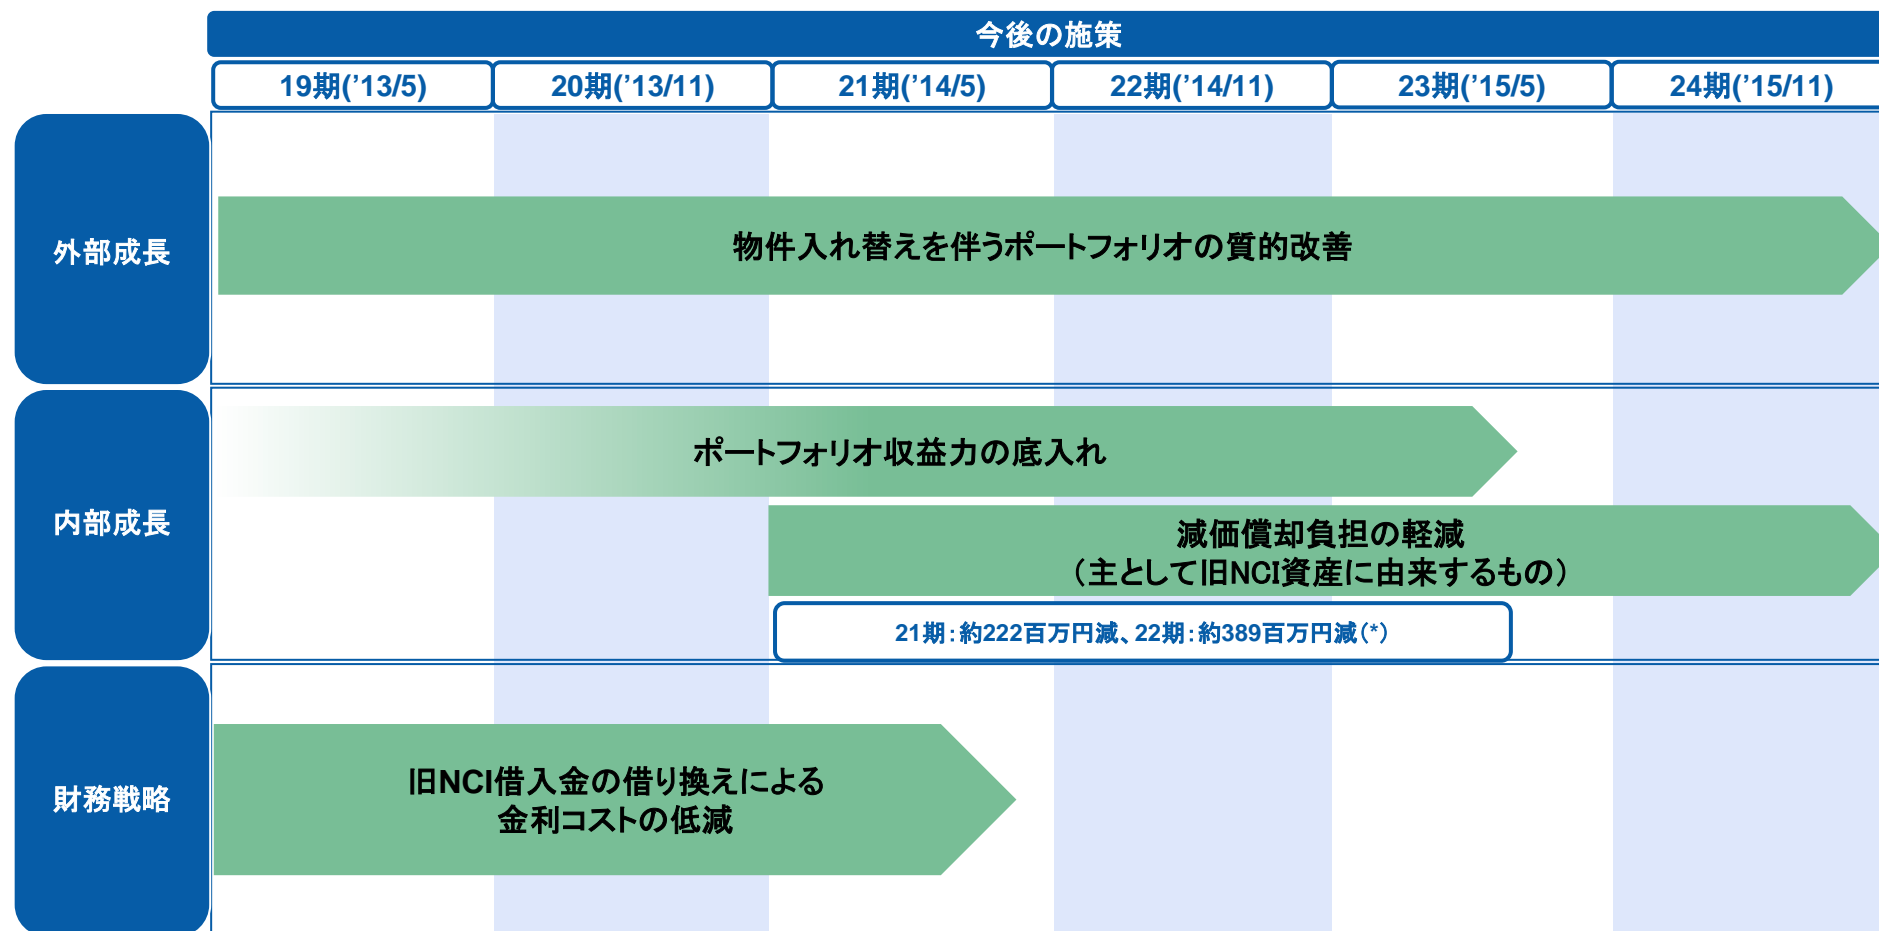 今後の施策
19期(’13/5)
20期(’13/11)
21期(’14/5)
22期(’14/11)
23期(’15/5)
24期(’15/11)
外部成長
物件入れ替えを伴うポートフォリオの質的改善
内部成長
ポートフォリオ収益力の底入れ
減価償却負担の軽減
（主として旧NCI資産に由来するもの）
21期：約222百万円減、22期：約389百万円減(*)
財務戦略
旧NCI借入金の借り換えによる
金利コストの低減